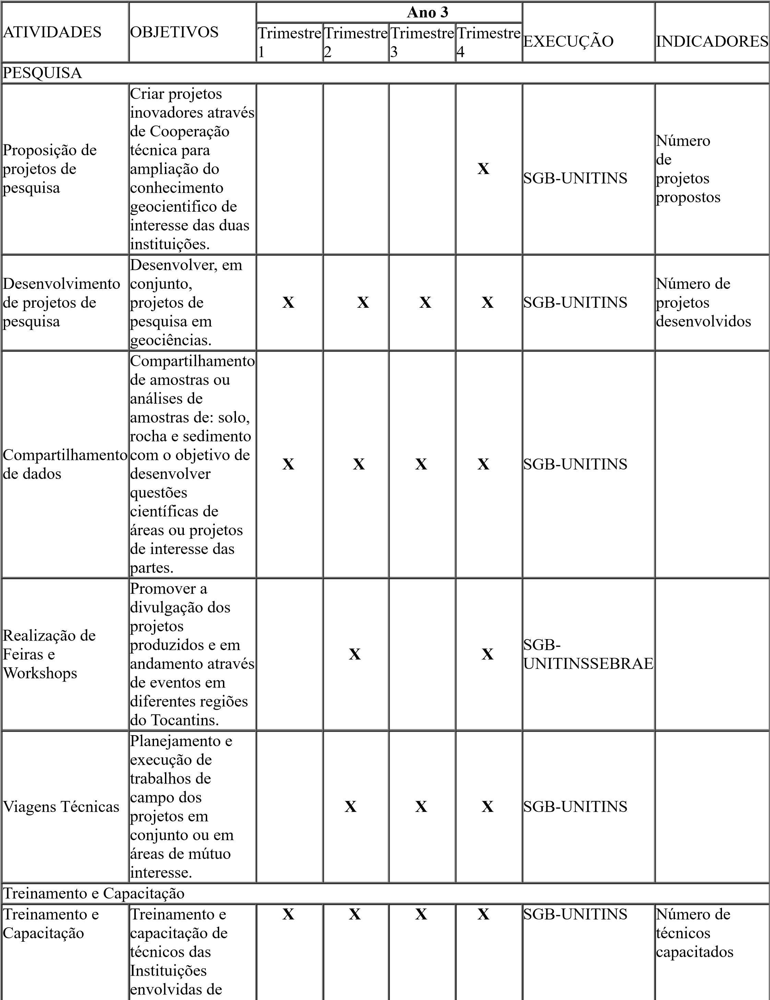 ATIVIDADES
OBJETIVOS
Ano 3
Trimestre
1
Trimestre
2
Trimestre
3
Trimestre
4
EXECUÇÃO
INDICADORES
PESQUISA
Proposição de
projetos de
pesquisa
Criar projetos
inovadores através
de Cooperação
técnica para
ampliação do
conhecimento
geocientifico de
interesse das duas
instituições.
X
SGB-UNITINS
Número
de
projetos
propostos
Desenvolvimento
de projetos de
pesquisa
Desenvolver, em
conjunto,
projetos de
pesquisa em
geociências.
X
X
X
X
SGB-UNITINS
Número de
projetos
desenvolvidos
Compartilhamento
de dados
Compartilhamento
de amostras ou
análises de
amostras de: solo,
rocha e sedimento
com o objetivo de
desenvolver
questões
científicas de
áreas ou projetos
de interesse das
partes.
X
X
X
X
SGB-UNITINS
Realização de
Feiras e
Workshops
Promover a
divulgação dos
projetos
produzidos e em
andamento através
de eventos em
diferentes regiões
do Tocantins.
X
X
SGB-
UNITINSSEBRAE
Viagens Técnicas
Planejamento e
execução de
trabalhos de
campo dos
projetos em
conjunto ou em
áreas de mútuo
interesse.
X
X
X
SGB-UNITINS
Treinamento e Capacitação
Treinamento e
Capacitação
Treinamento e
capacitação de
técnicos das
Instituições
envolvidas de
X
X
X
X
SGB-UNITINS
Número de
técnicos
capacitados